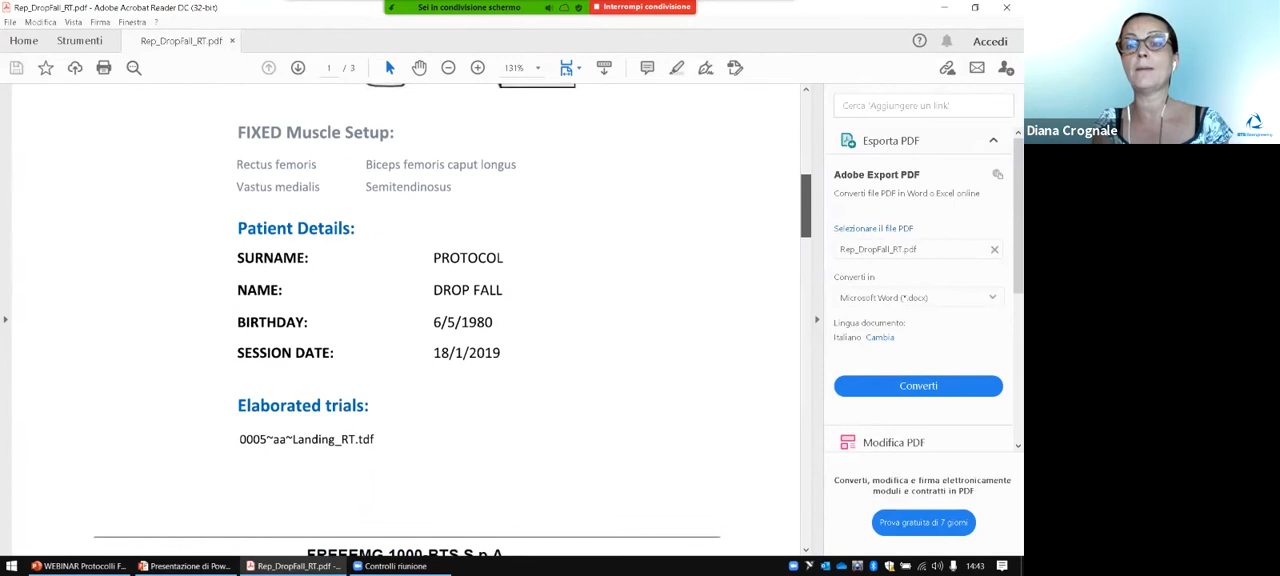 Rep_DropFall_RT.pdf - Adobe Acrobat Reader DC (32-bit)
Sei in condivisione schermo
Interrompi condivisione
File Modifica Vista Firma Finestra ?
Home Strumenti Rep_DropFall_RT.pdf ×
Accedi
1 / 3
131%
FIXED Muscle Setup:
Rectus femoris Biceps femoris caput longus
Vastus medialis Semitendinosus
Patient Details:
SURNAME: PROTOCOL
NAME: DROP FALL
BIRTHDAY: 6/5/1980
SESSION DATE: 18/1/2019
Elaborated trials:
0005~aa~Landing_RT.tdf
FREEEMG 1000-BTS S.p.A
Cerca 'Aggiungere un link'
Esporta PDF
Adobe Export PDF
Converti file PDF in Word o Excel online
Selezionare il file PDF
Rep_DropFall_RT.pdf
Converti in
Microsoft Word (*.docx)
Lingua documento:
Italiano Cambia
Converti
Modifica PDF
Converti, modifica e firma elettronicamente
moduli e contratti in PDF
Prova gratuita di 7 giorni
Diana Crognale
BTS Bioengineering
WEBINAR Protocolli F...
Presentazione di Pow...
Rep_DropFall_RT.pdf -...
Controlli riunione
14:43